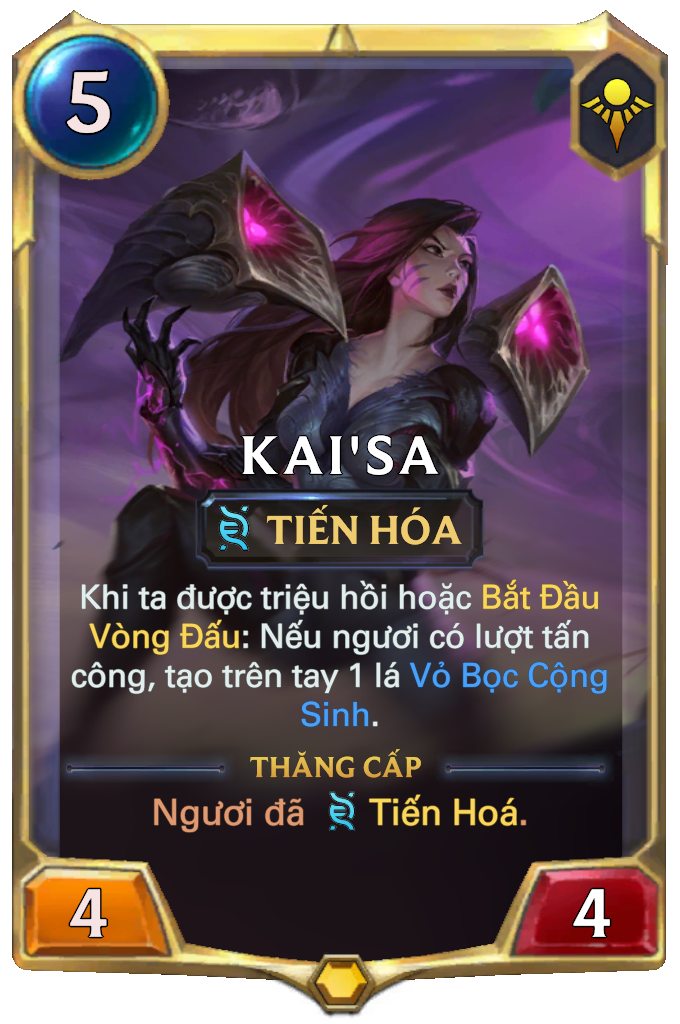 5
KAI'SA
TIẾN HÓA
Khi ta được triệu hồi hoặc Bắt Đầu
Vòng Đấu: Nếu ngươi có lượt tấn
công, tạo trên tay 1 lá Vỏ Bọc Cộng
Sinh.
THĂNG CẤP
Ngươi đã Tiến Hoá.
4
4